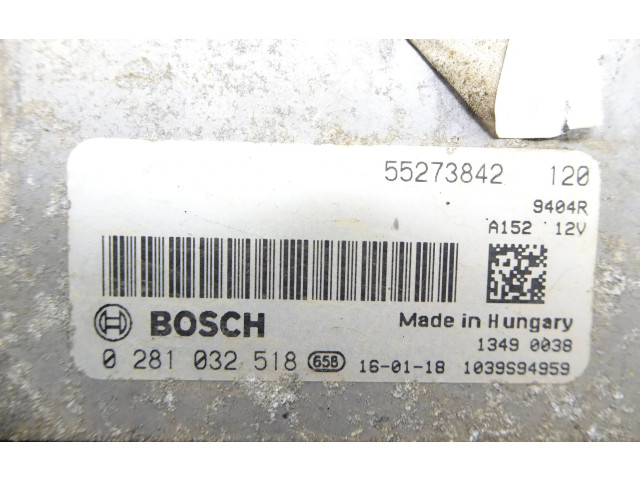 55273842 120
9404R
A152 12V
BOSCH Made in Hungary
1349 0038
0 281 032 518 65B 16-01-18 1039S94959